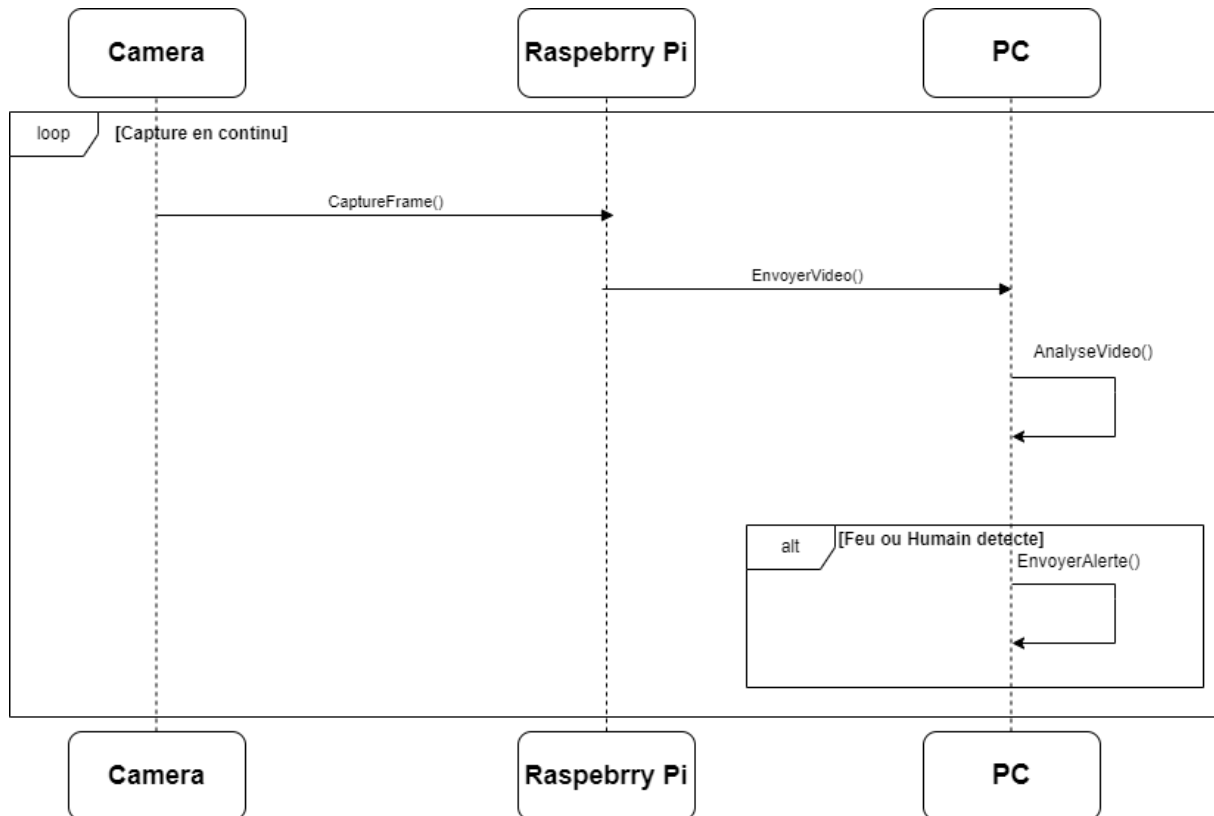 Camera
Raspebrry Pi
PC
loop
[Capture en continu]
CaptureFrame()
EnvoyerVideo()
AnalyseVideo()
alt
[Feu ou Humain detecte]
EnvoyerAlerte()
Camera
Raspebrry Pi
PC